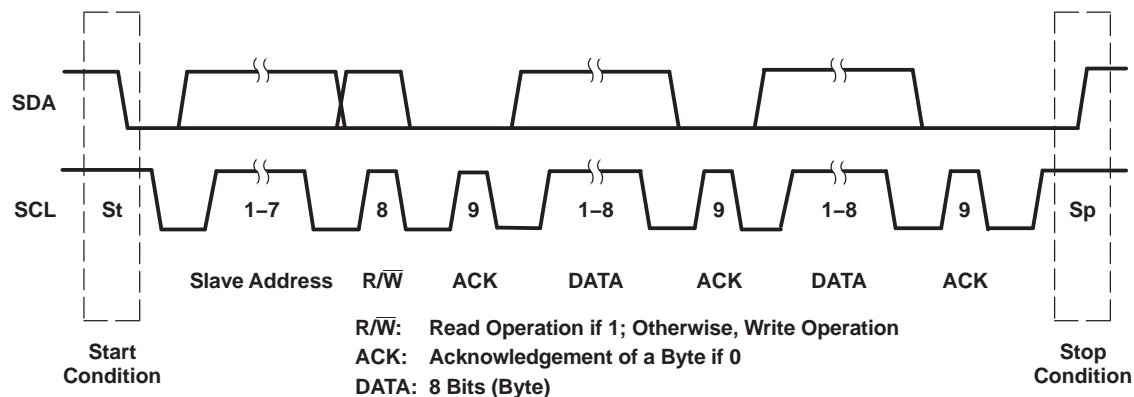 SDA
SCL St 1–7 8 9 1–8 9 1–8 9 Sp
Slave Address R/W̅ ACK DATA ACK DATA ACK
R/W̅: Read Operation if 1; Otherwise, Write Operation
ACK: Acknowledgement of a Byte if 0
DATA: 8 Bits (Byte)
Start
Condition
Stop
Condition